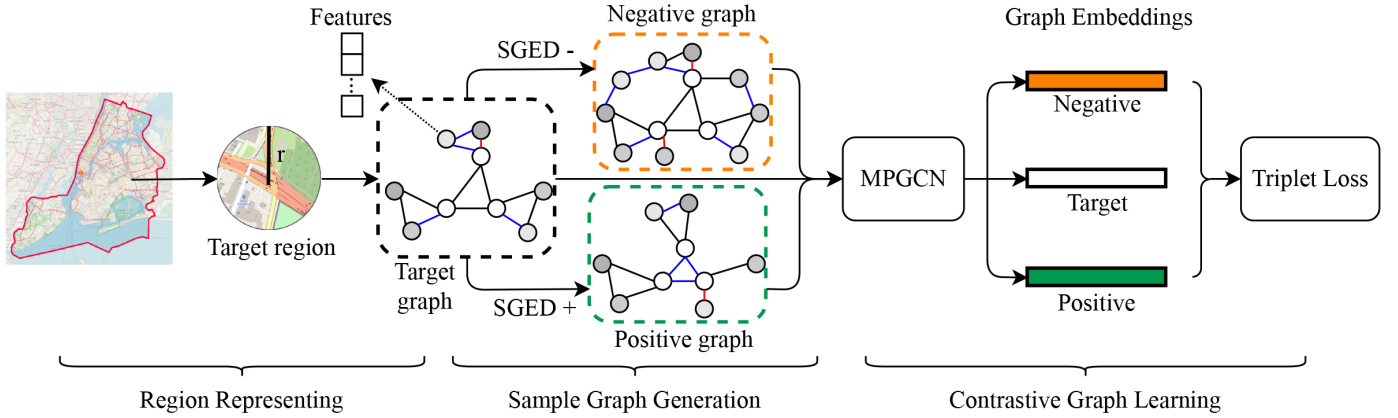 Features
r
Target region
Target
graph
SGED -
SGED +
Negative graph
Positive graph
MPGCN
Graph Embeddings
Negative
Target
Positive
Triplet Loss
Region Representing
Sample Graph Generation
Contrastive Graph Learning